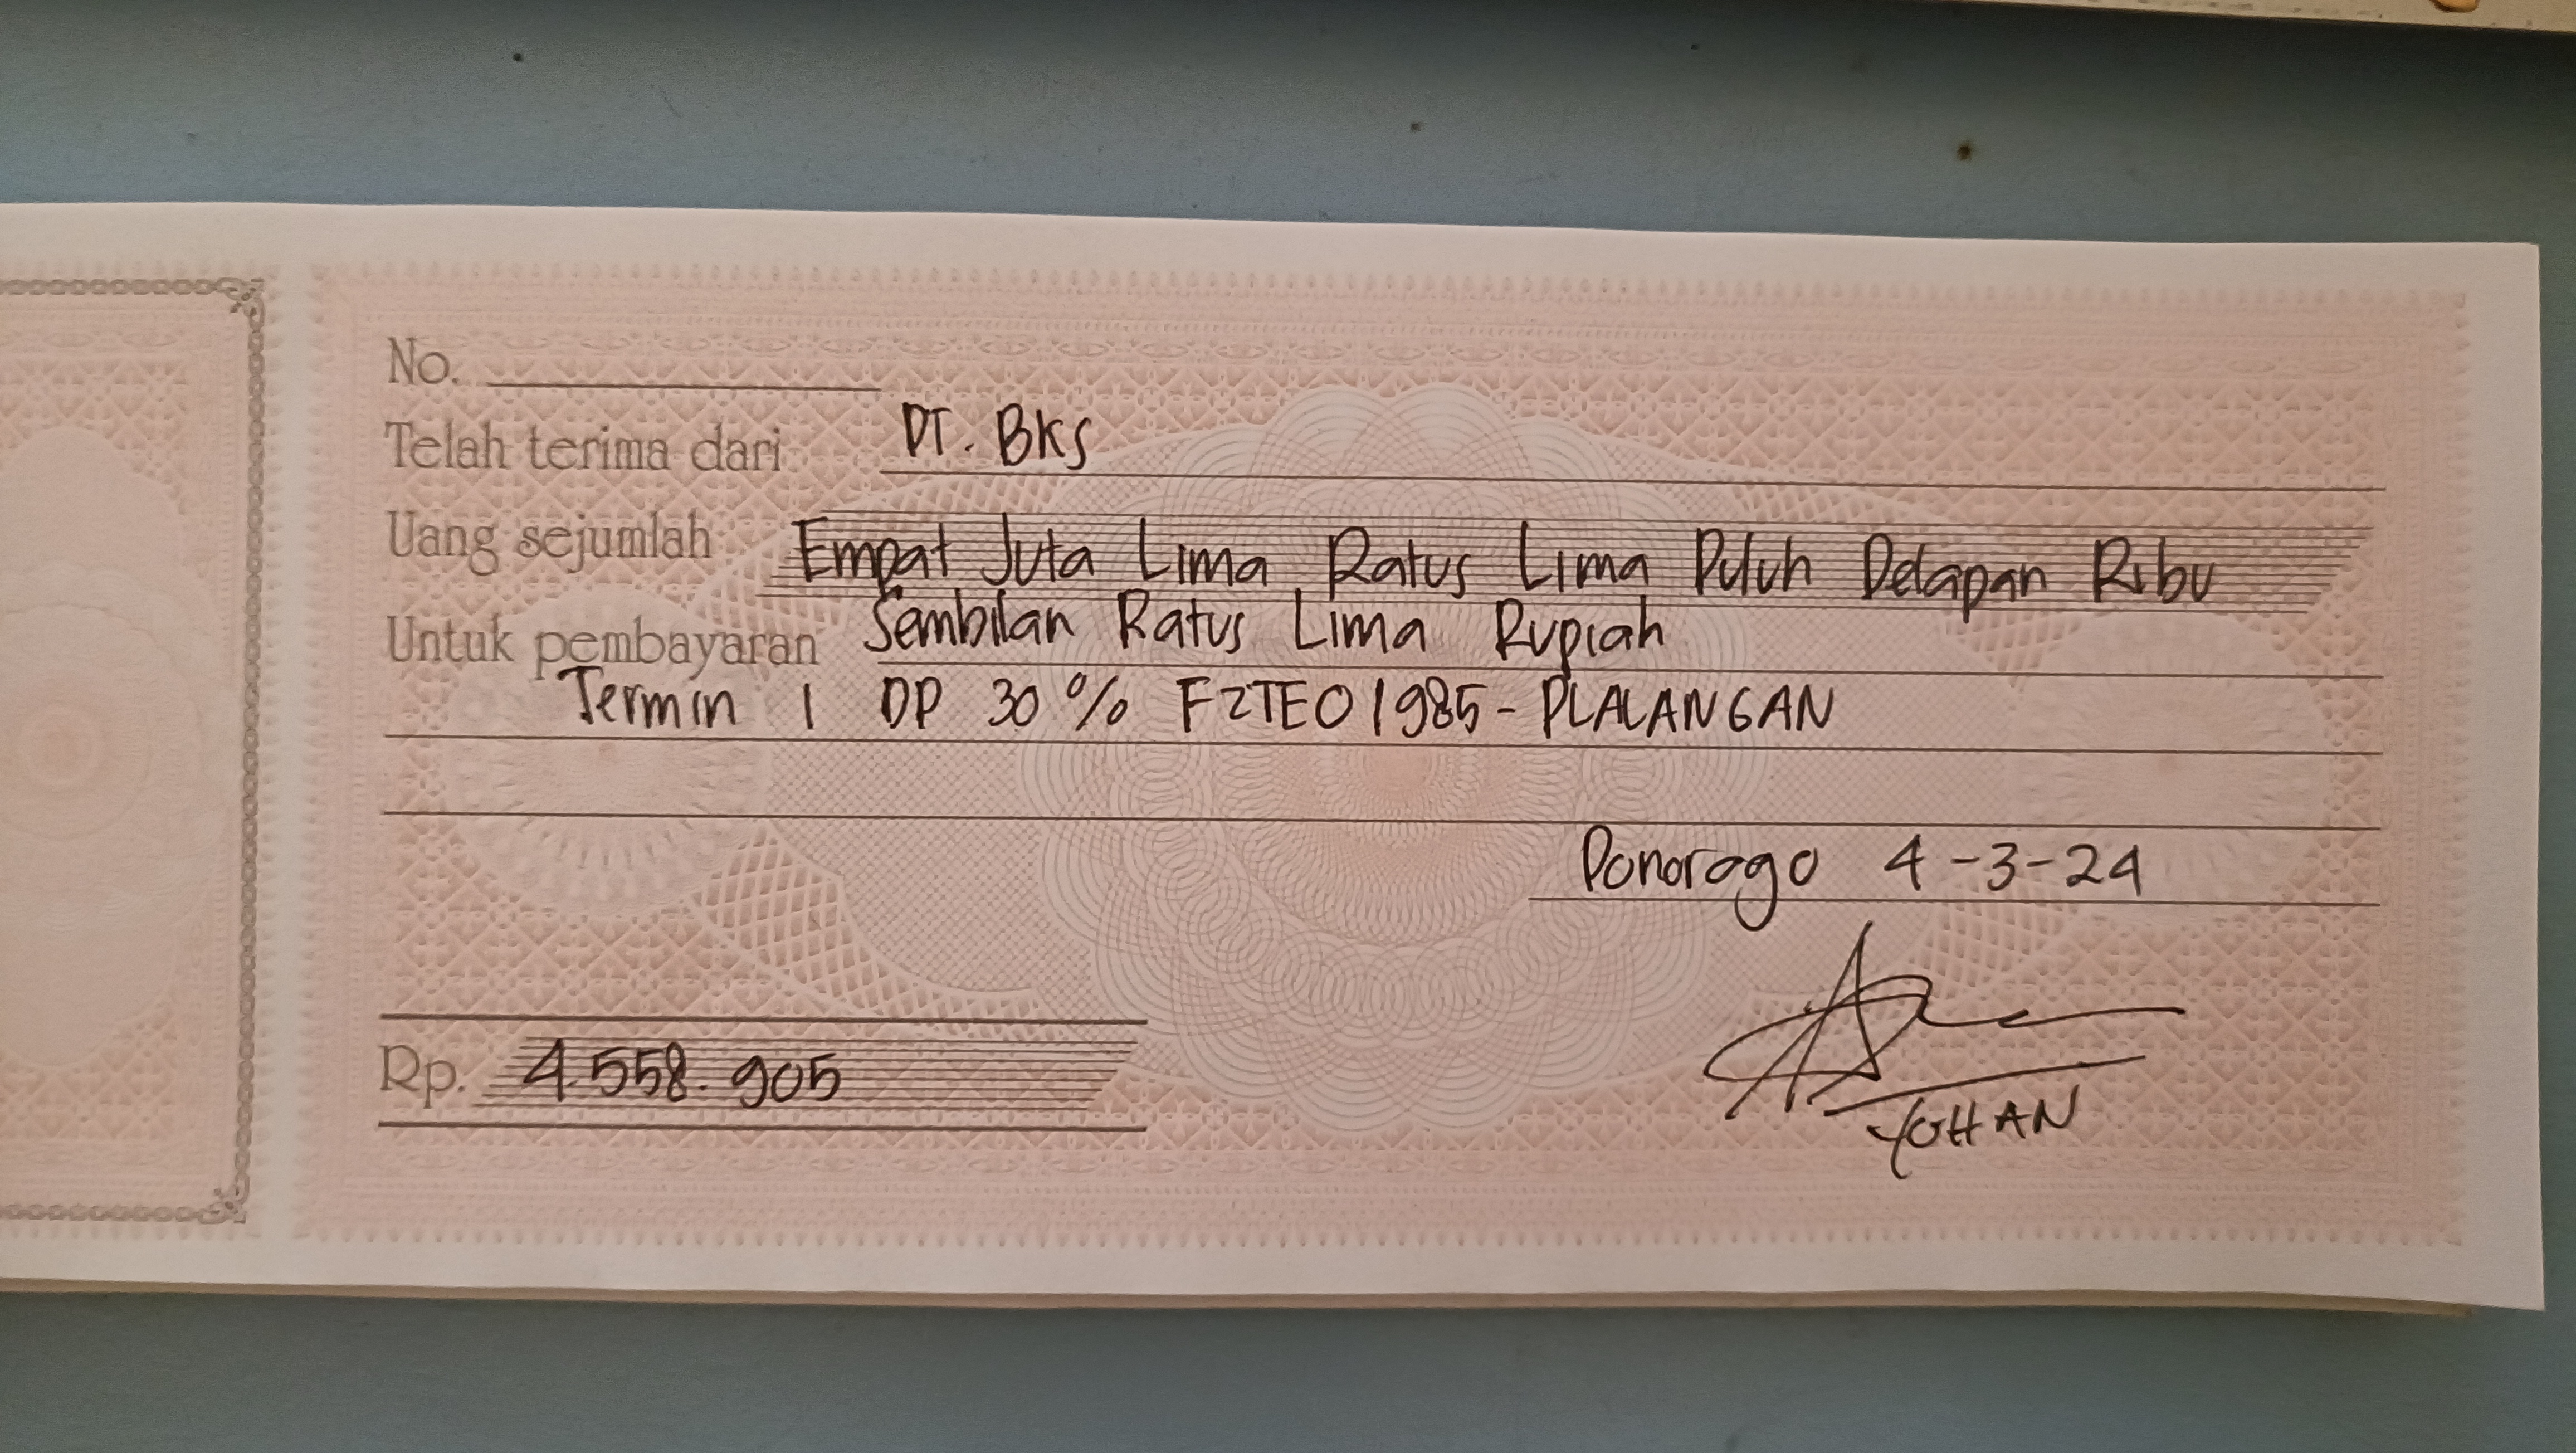 No.
Telah terima dari PT. BKS
Uang sejumlah Empat Juta Lima Ratus Lima Puluh Delapan Ribu
Untuk pembayaran Sembilan Ratus Lima Rupiah
Termin 1 DP 30% FZTEO1985-PLALANGAN
Ponorogo 4-3-24
Rp. 4.558.905
YOHAN